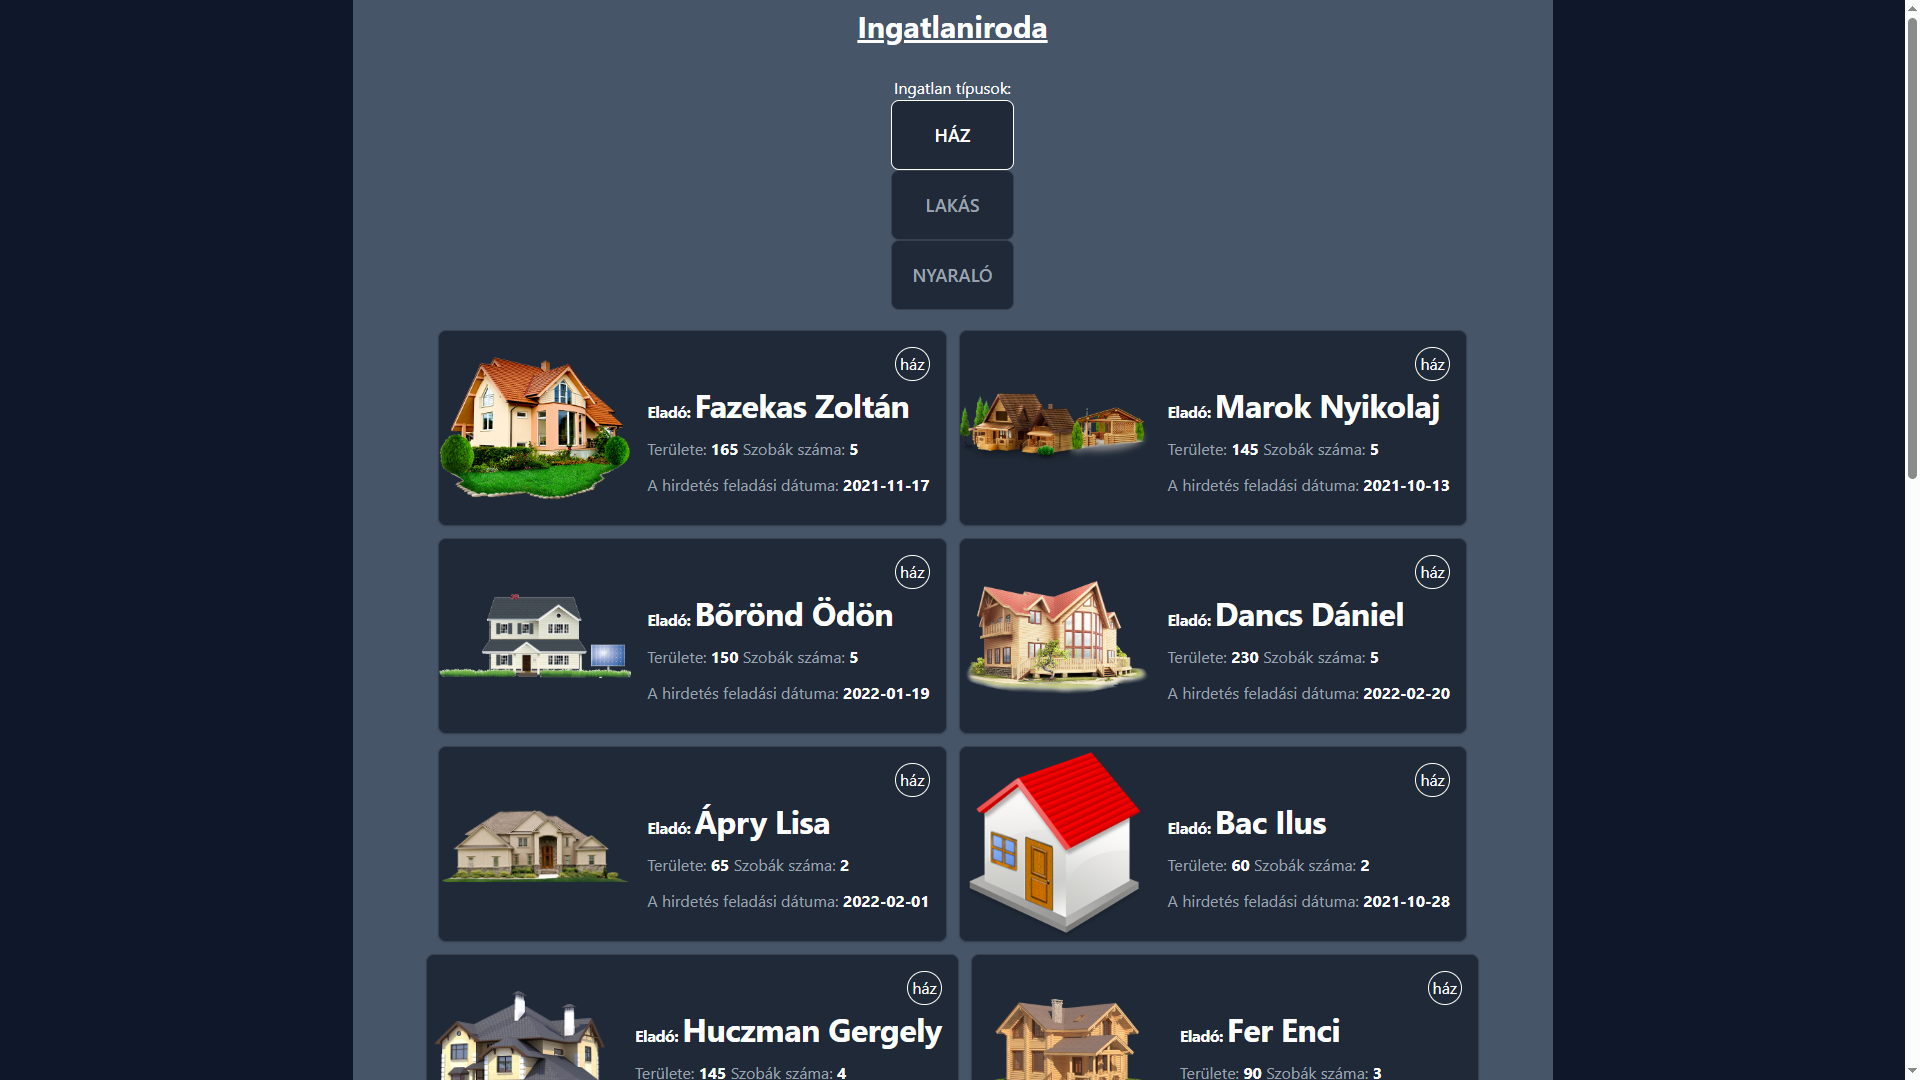 Ingatlaniroda
Ingatlan típusok:
HÁZ
LAKÁS
NYARALÓ
ház
Eladó: Fazekas Zoltán
Területe: 165 Szobák száma: 5
A hirdetés feladási dátuma: 2021-11-17
ház
Eladó: Marok Nyikolaj
Területe: 145 Szobák száma: 5
A hirdetés feladási dátuma: 2021-10-13
ház
Eladó: Bõrönd Ödön
Területe: 150 Szobák száma: 5
A hirdetés feladási dátuma: 2022-01-19
ház
Eladó: Dancs Dániel
Területe: 230 Szobák száma: 5
A hirdetés feladási dátuma: 2022-02-20
ház
Eladó: Ápry Lisa
Területe: 65 Szobák száma: 2
A hirdetés feladási dátuma: 2022-02-01
ház
Eladó: Bac Ilus
Területe: 60 Szobák száma: 2
A hirdetés feladási dátuma: 2021-10-28
ház
Eladó: Huczman Gergely
Területe: 145 Szobák száma: 4
ház
Eladó: Fer Enci
Területe: 90 Szobák száma: 3